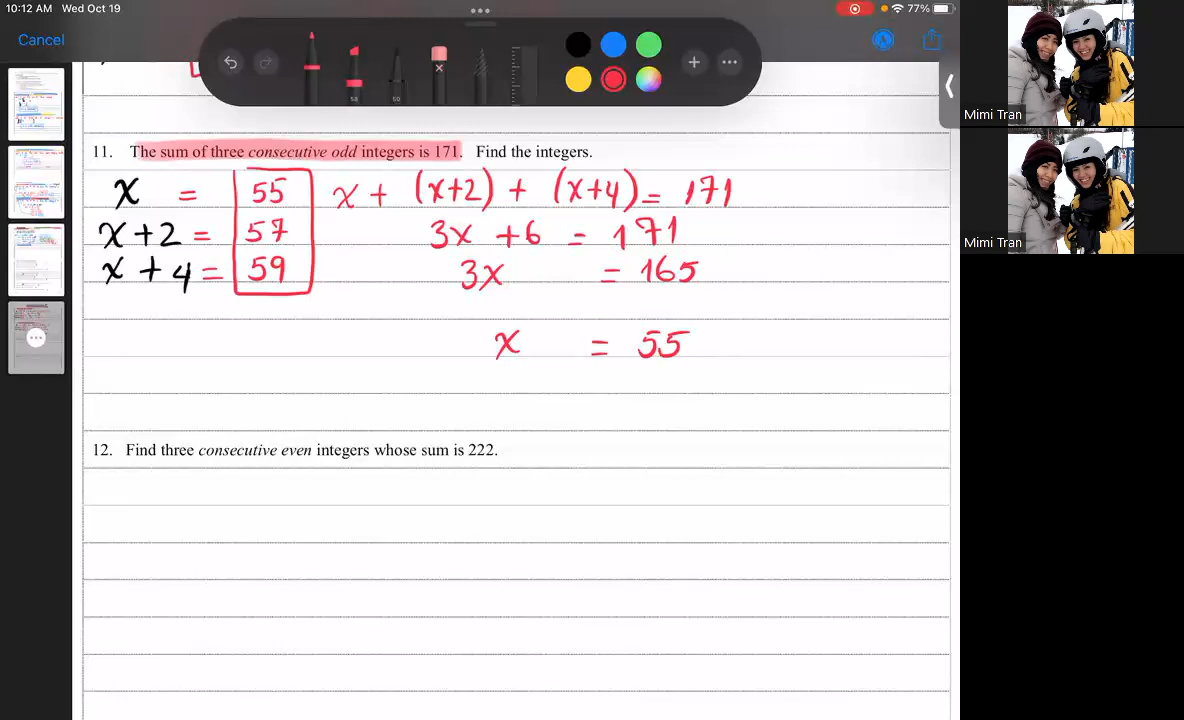 10:12 AM Wed Oct 19
77%
Cancel
50
80
Mimi Tran
11. The sum of three consecutive odd integers is 171. Find the integers.
x = 55 x + (x+2) + (x+4) = 171
x+2 = 57 3x +6 = 171
x+4 = 59 3x = 165
x = 55
Mimi Tran
12. Find three consecutive even integers whose sum is 222.